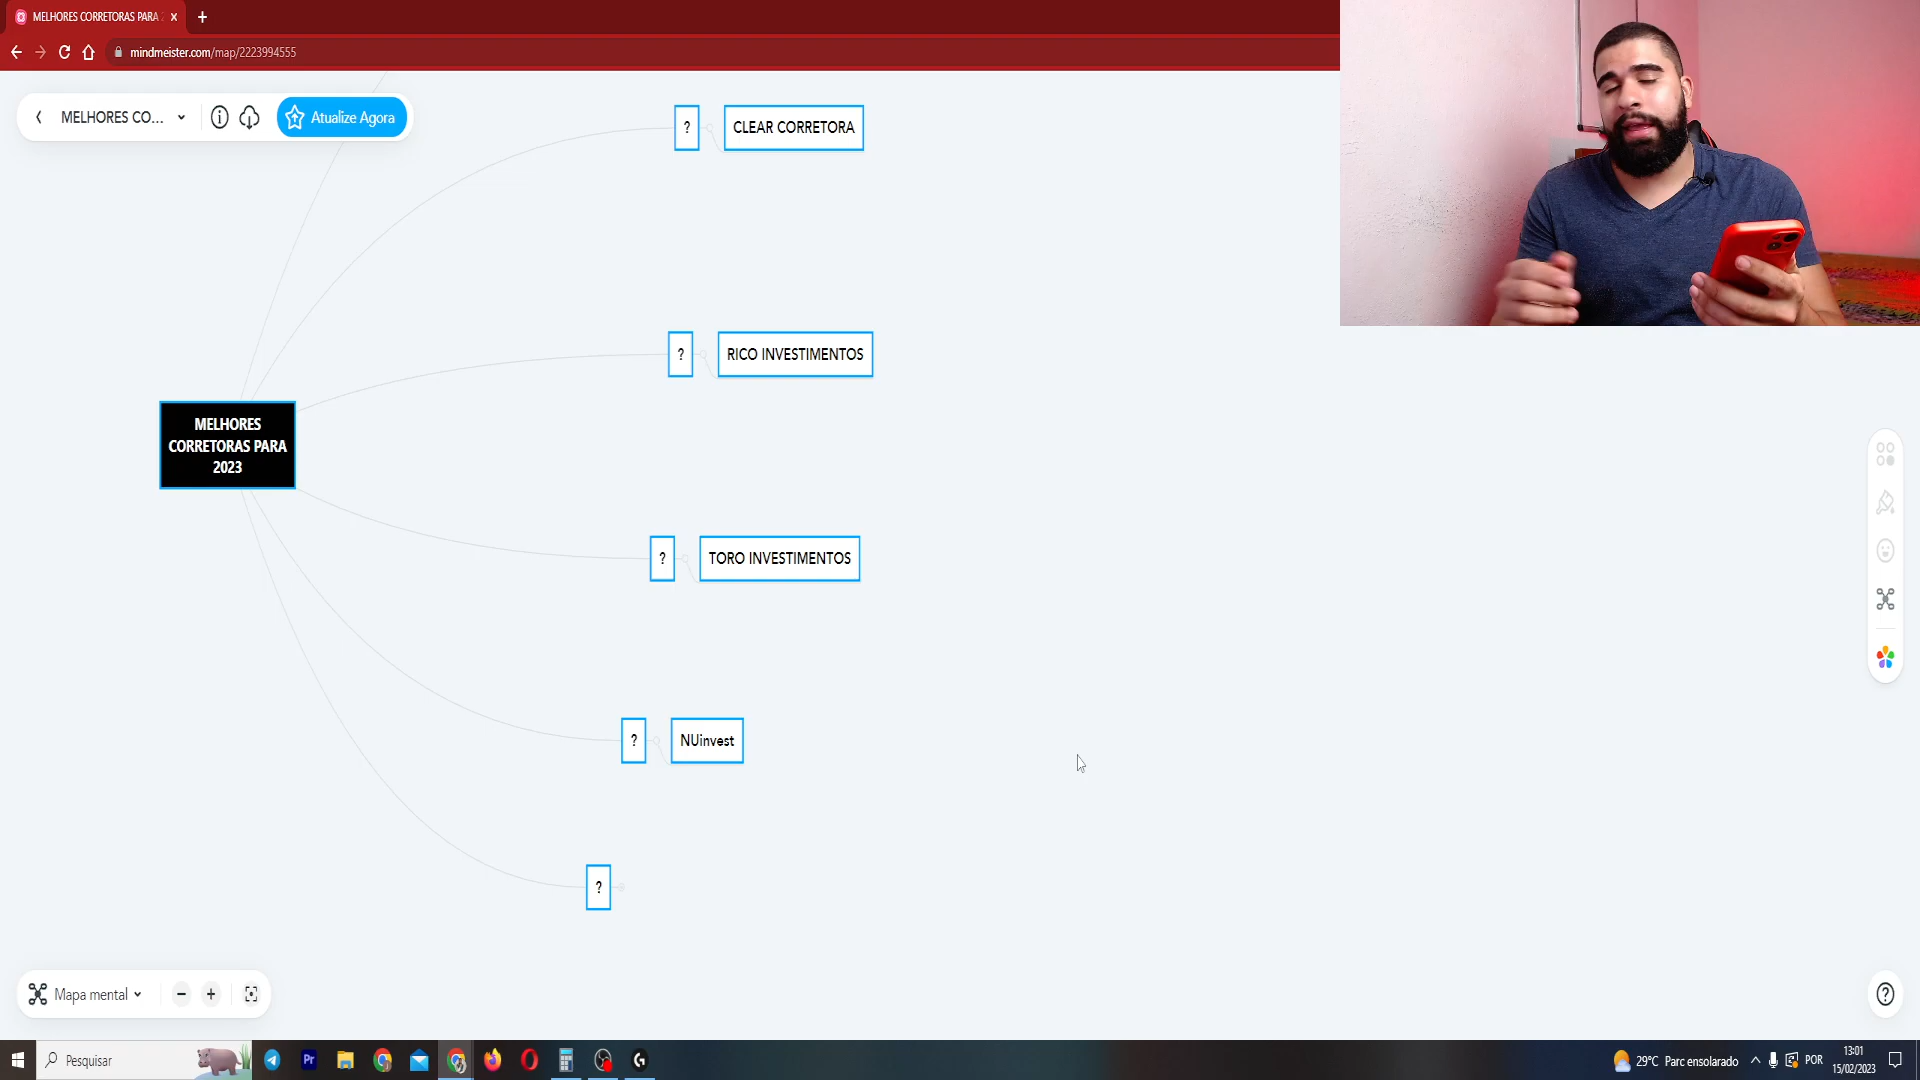 MELHORES CORRETORAS PARA
mindmeister.com/map/2223994555
MELHORES CO...
Atualize Agora
? CLEAR CORRETORA
? RICO INVESTIMENTOS
MELHORES
CORRETORAS PARA
2023
? TORO INVESTIMENTOS
? NUinvest
?
Mapa mental
Pesquisar
Pr
29°C Parc ensolarado
POR
13:01
15/02/2023